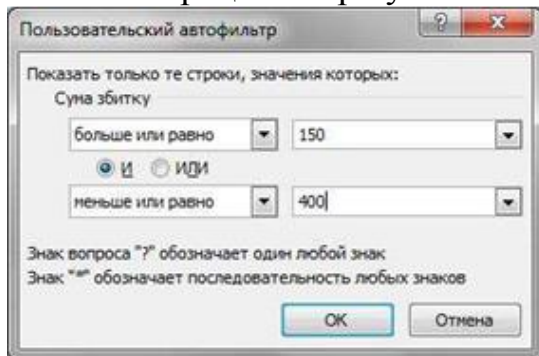 Пользовательский автофильтр
Показать только те строки, значения которых:
Сума збитку
больше или равно 150
И ИЛИ
меньше или равно 400
Знак вопроса "?" обозначает один любой знак
Знак "*" обозначает последовательность любых знаков
ОК Отмена